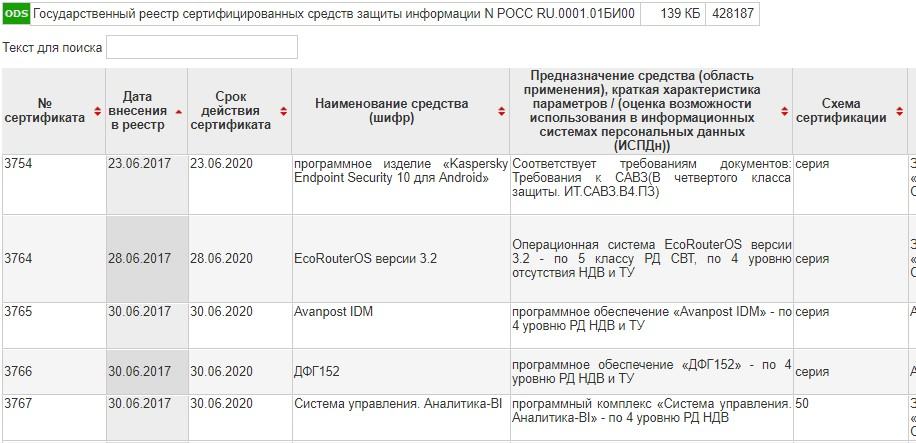 ODS Государственный реестр сертифицированных средств защиты информации N РОСС RU.0001.01БИ00 139 КБ 428187
Текст для поиска
№
сертификата
Дата
внесения
в реестр
Срок
действия
сертификата
Наименование средства
(шифр)
Предназначение средства (область
применения), краткая характеристика
параметров / (оценка возможности
использования в информационных
системах персональных данных
(ИСПДн))
Схема
сертификации
3754
23.06.2017
23.06.2020
программное изделие «Kaspersky
Endpoint Security 10 для Android»
Соответствует требованиям документов:
Требования к САВЗ(В четвертого класса
защиты. ИТ.САВЗ.В4.ПЗ)
серия
3764
28.06.2017
28.06.2020
EcoRouterOS версии 3.2
Операционная система EcoRouterOS версии
3.2 - по 5 классу РД СВТ, по 4 уровню
отсутствия НДВ и ТУ
серия
3765
30.06.2017
30.06.2020
Avanpost IDM
программное обеспечение «Avanpost IDM» - по
4 уровню РД НДВ и ТУ
серия
3766
30.06.2017
30.06.2020
ДФГ152
программное обеспечение «ДФГ152» - по 4
уровню РД НДВ и ТУ
серия
3767
30.06.2017
30.06.2020
Система управления. Аналитика-BI
программный комплекс «Система управления.
Аналитика-BI» - по 4 уровню РД НДВ
50